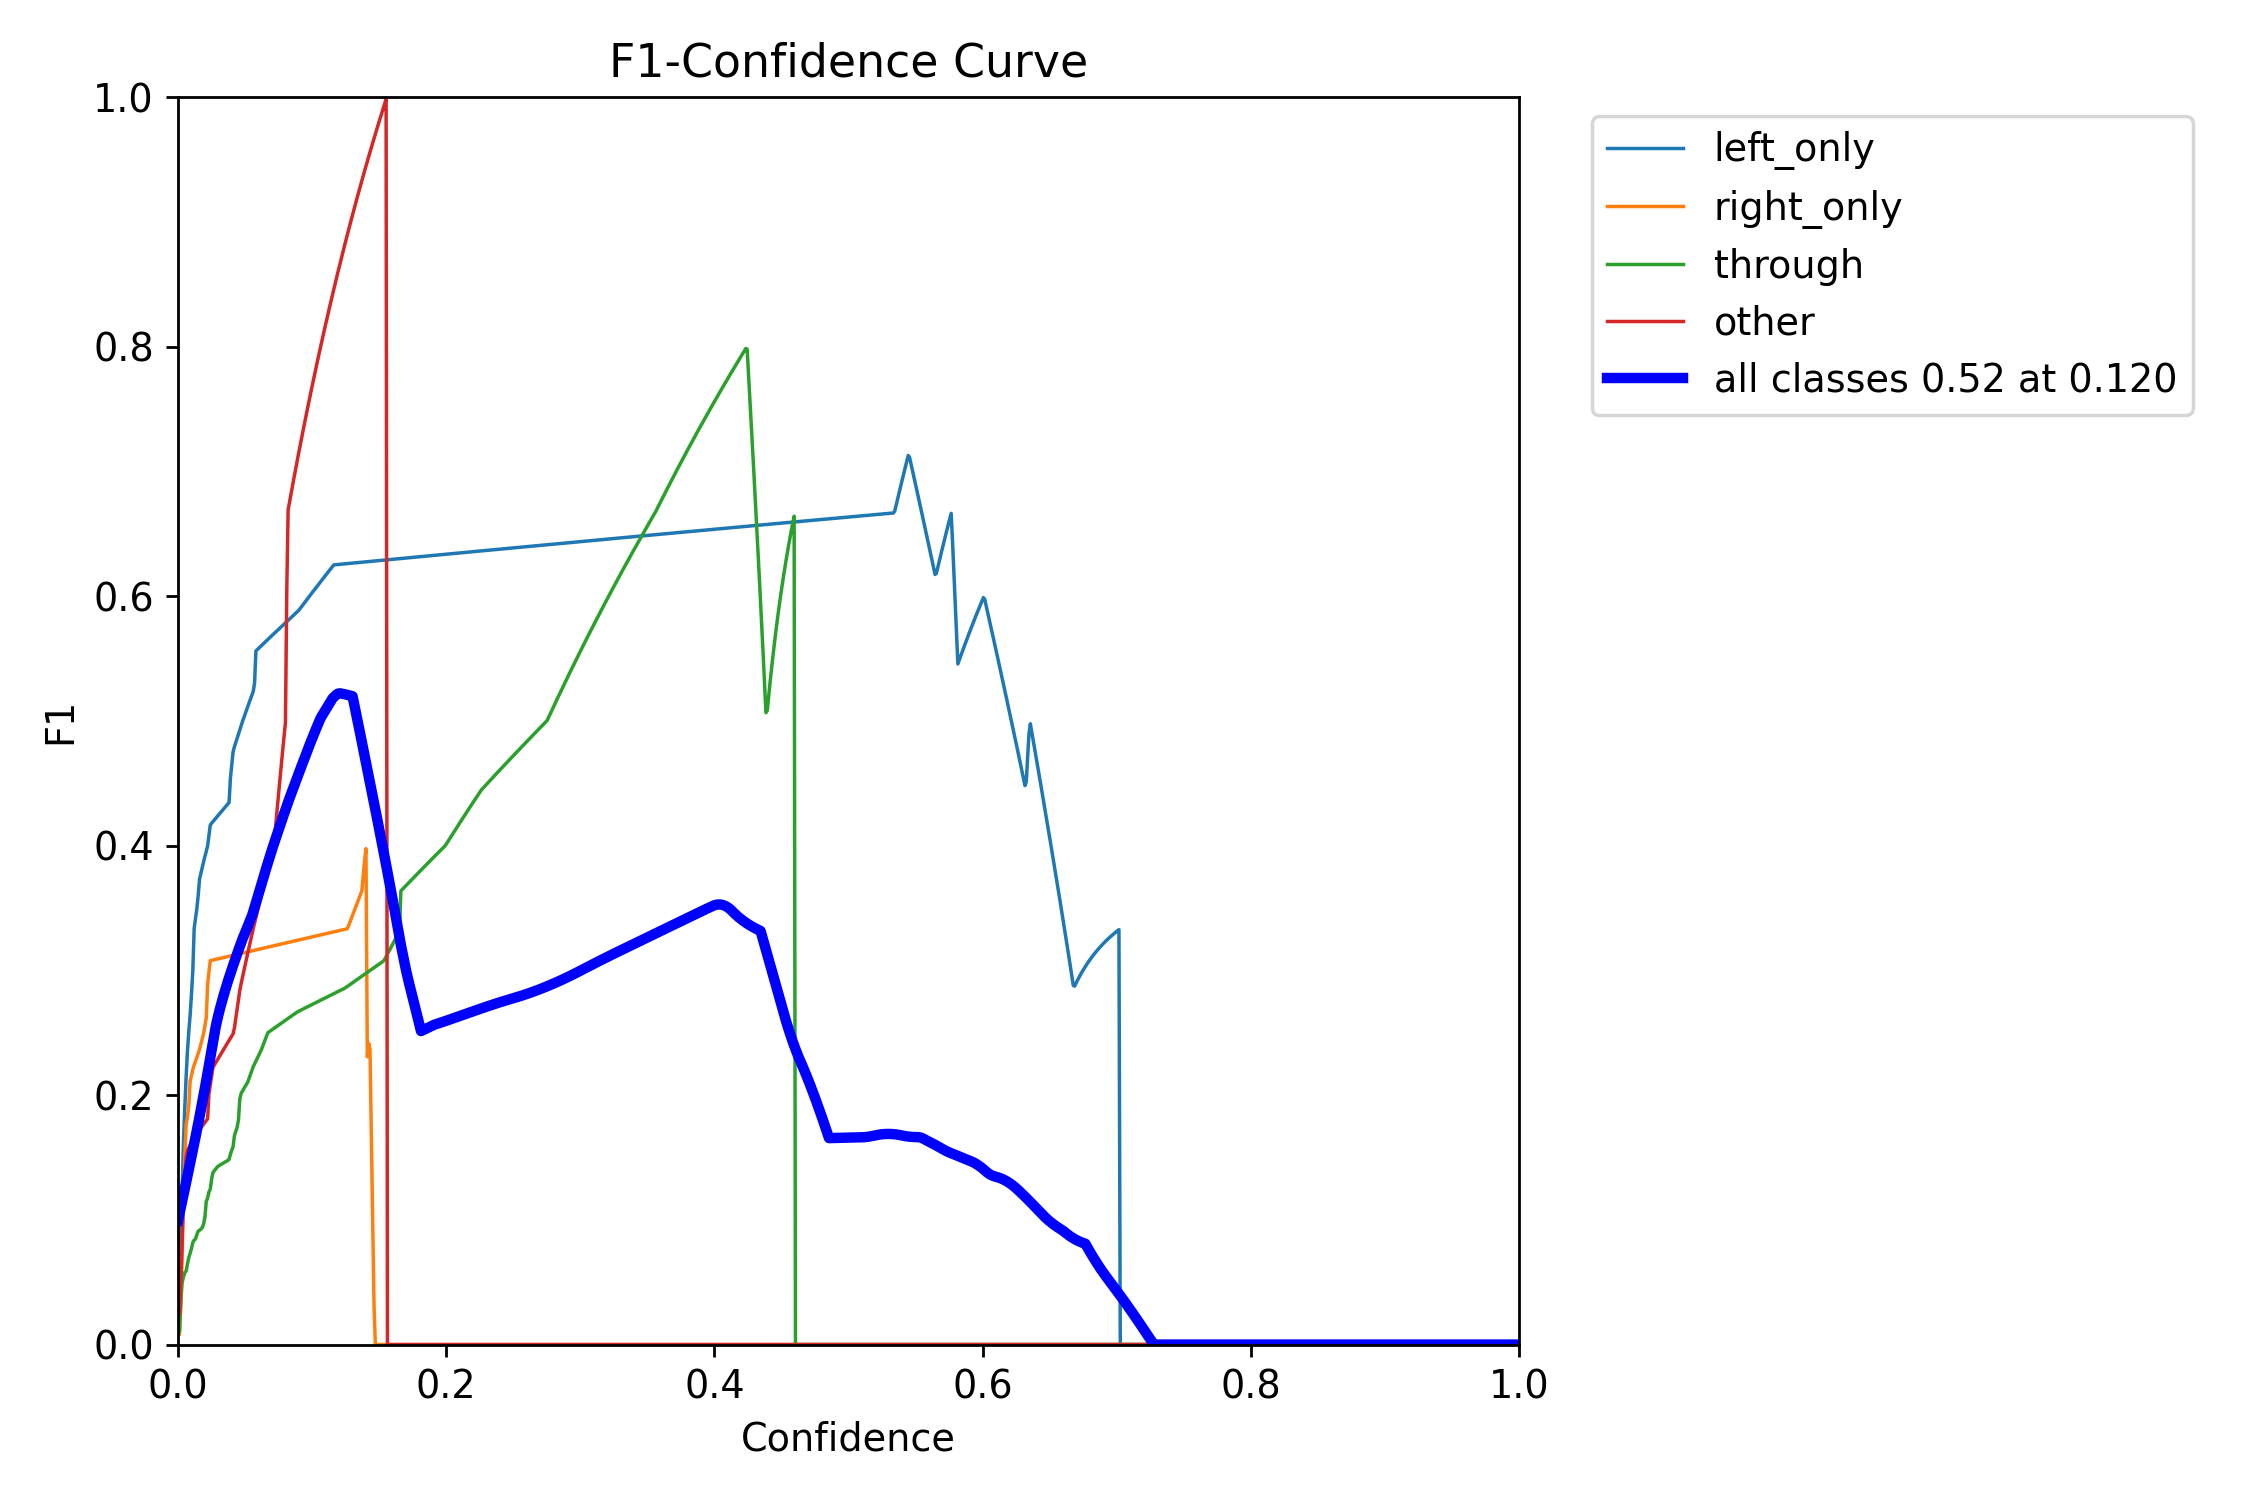 F1-Confidence Curve
1.0
0.8
0.6
0.4
0.2
0.0
F1
0.0 0.2 0.4 0.6 0.8 1.0
Confidence
left_only
right_only
through
other
all classes 0.52 at 0.120